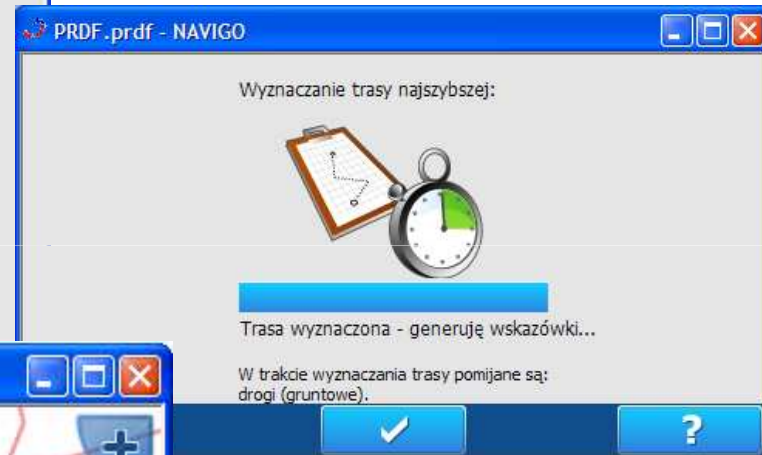 PRDF.prdf - NAVIGO
Wyznaczanie trasy najszybszej:
Trasa wyznaczona - generuję wskazówki...
W trakcie wyznaczania trasy pomijane są:
drogi (gruntowe).
?